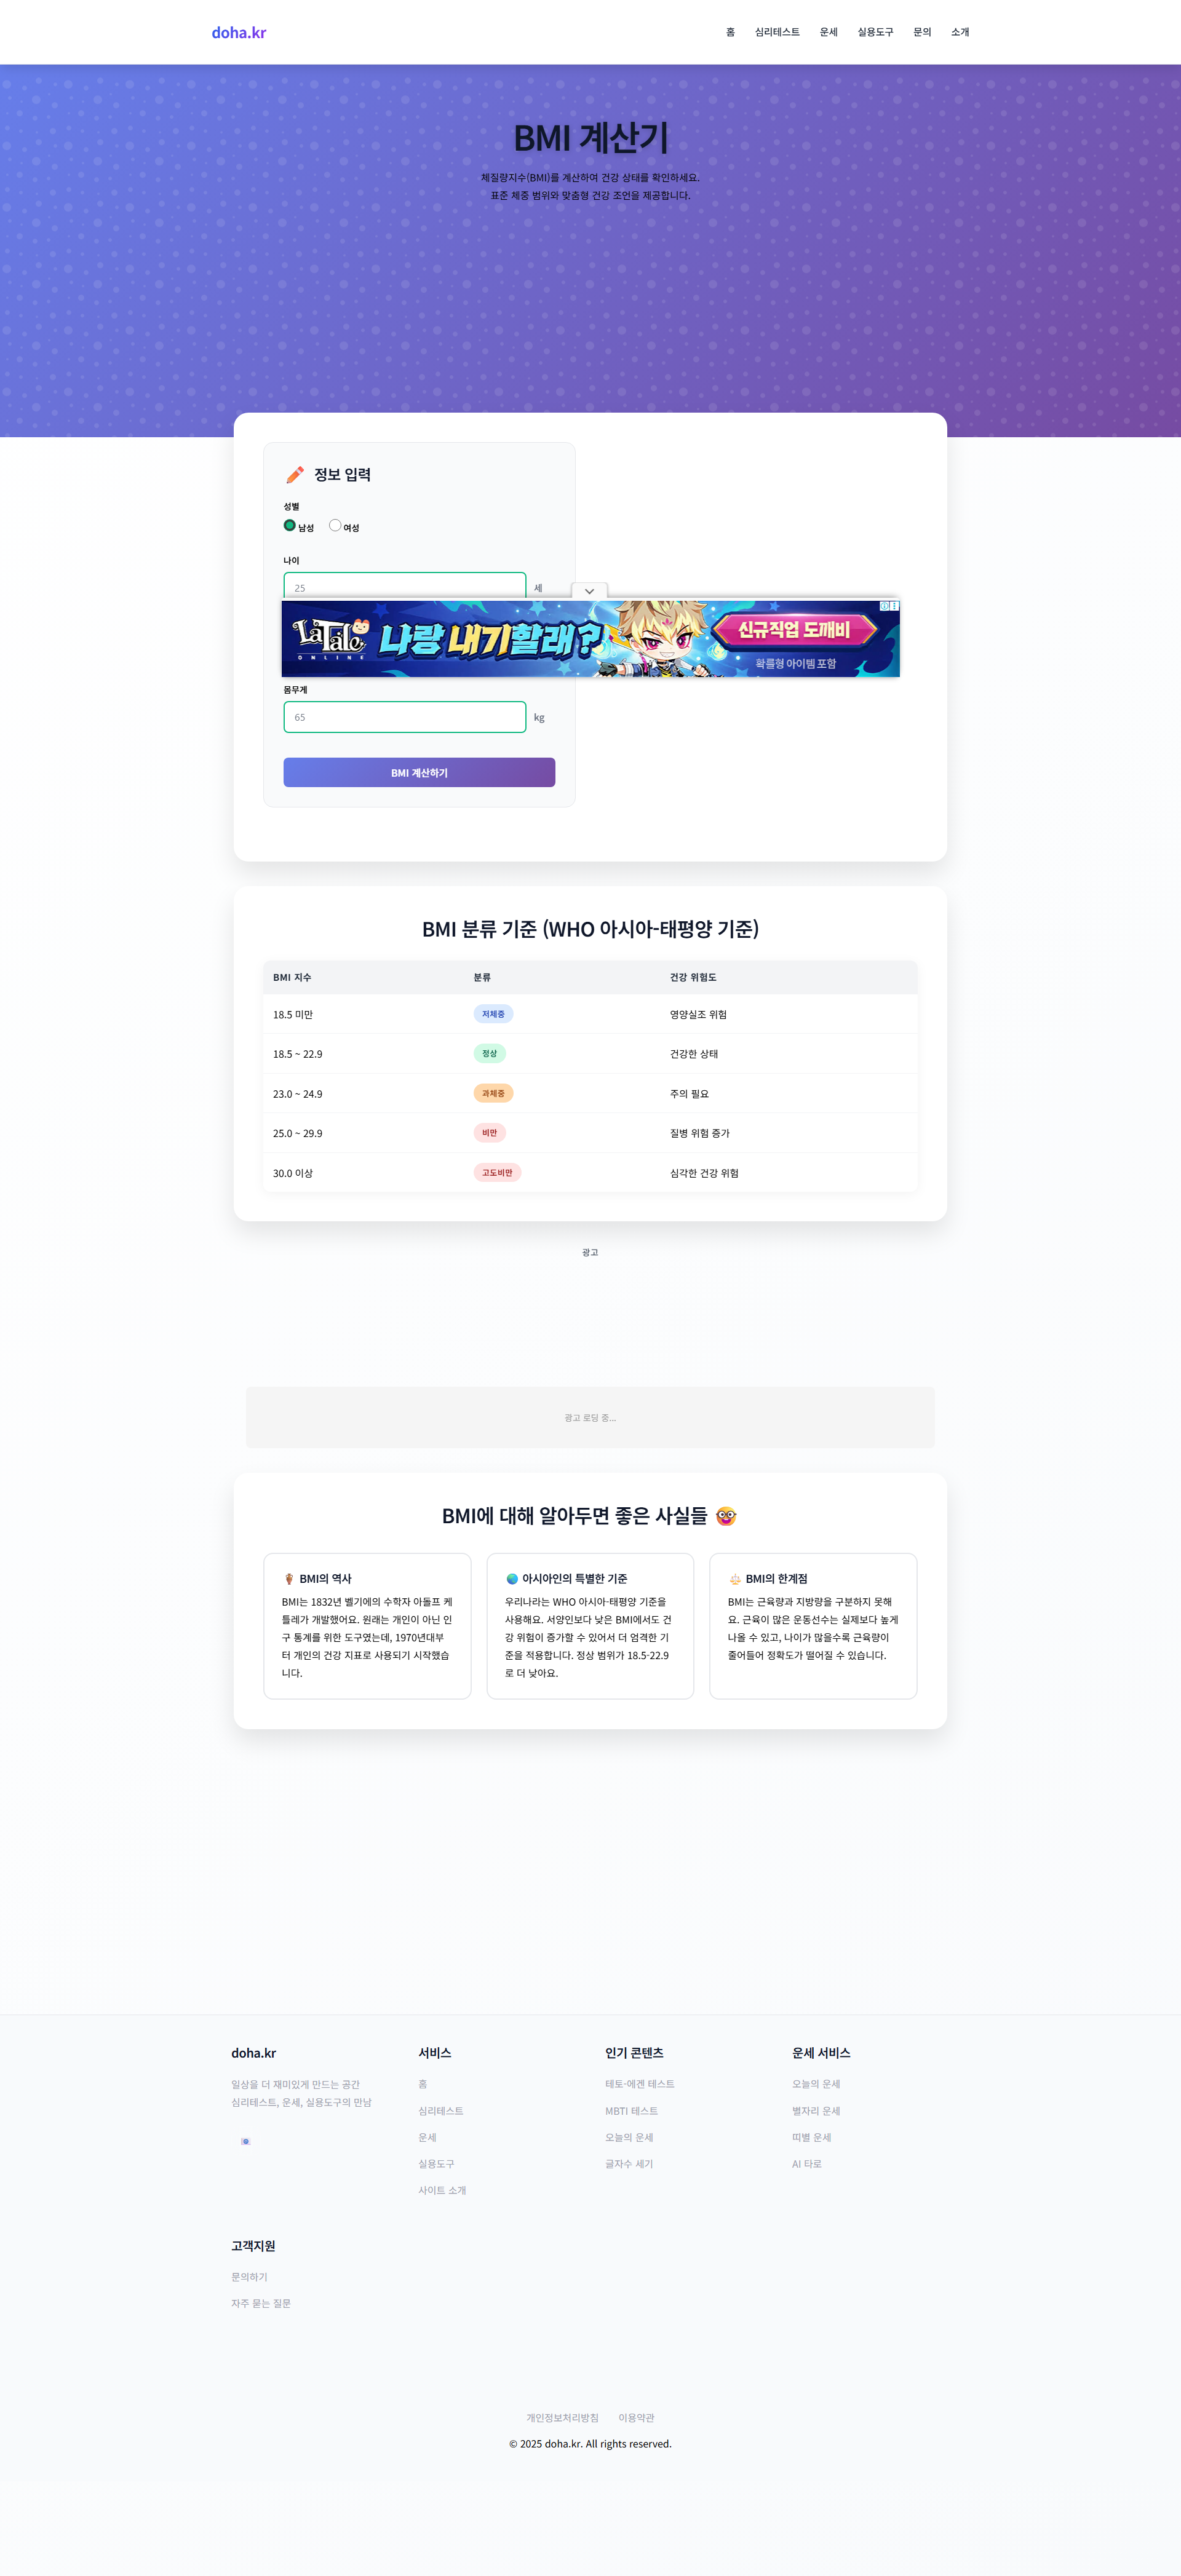 doha.kr
홈 심리테스트 운세 실용도구 문의 소개
BMI 계산기
체질량지수(BMI)를 계산하여 건강 상태를 확인하세요.
표준 체중 범위와 맞춤형 건강 조언을 제공합니다.
정보 입력
성별
남성 여성
나이
25 세
LaTale ONLINE
나랑 내기할래?
신규직업 도깨비
확률형 아이템 포함
몸무게
65 kg
BMI 계산하기
BMI 분류 기준 (WHO 아시아-태평양 기준)
BMI 지수 분류 건강 위험도
18.5 미만 저체중 영양실조 위험
18.5 ~ 22.9 정상 건강한 상태
23.0 ~ 24.9 과체중 주의 필요
25.0 ~ 29.9 비만 질병 위험 증가
30.0 이상 고도비만 심각한 건강 위험
광고
광고 로딩 중...
BMI에 대해 알아두면 좋은 사실들
BMI의 역사
BMI는 1832년 벨기에의 수학자 아돌프 케
틀레가 개발했어요. 원래는 개인이 아닌 인
구 통계를 위한 도구였는데, 1970년대부
터 개인의 건강 지표로 사용되기 시작했습
니다.
아시아인의 특별한 기준
우리나라는 WHO 아시아-태평양 기준을
사용해요. 서양인보다 낮은 BMI에서도 건
강 위험이 증가할 수 있어서 더 엄격한 기
준을 적용합니다. 정상 범위가 18.5-22.9
로 더 낮아요.
BMI의 한계점
BMI는 근육량과 지방량을 구분하지 못해
요. 근육이 많은 운동선수는 실제보다 높게
나올 수 있고, 나이가 많을수록 근육량이
줄어들어 정확도가 떨어질 수 있습니다.
doha.kr
일상을 더 재미있게 만드는 공간
심리테스트, 운세, 실용도구의 만남
서비스
홈
심리테스트
운세
실용도구
사이트 소개
인기 콘텐츠
테토-에겐 테스트
MBTI 테스트
오늘의 운세
글자수 세기
운세 서비스
오늘의 운세
별자리 운세
띠별 운세
AI 타로
고객지원
문의하기
자주 묻는 질문
개인정보처리방침 이용약관
© 2025 doha.kr. All rights reserved.